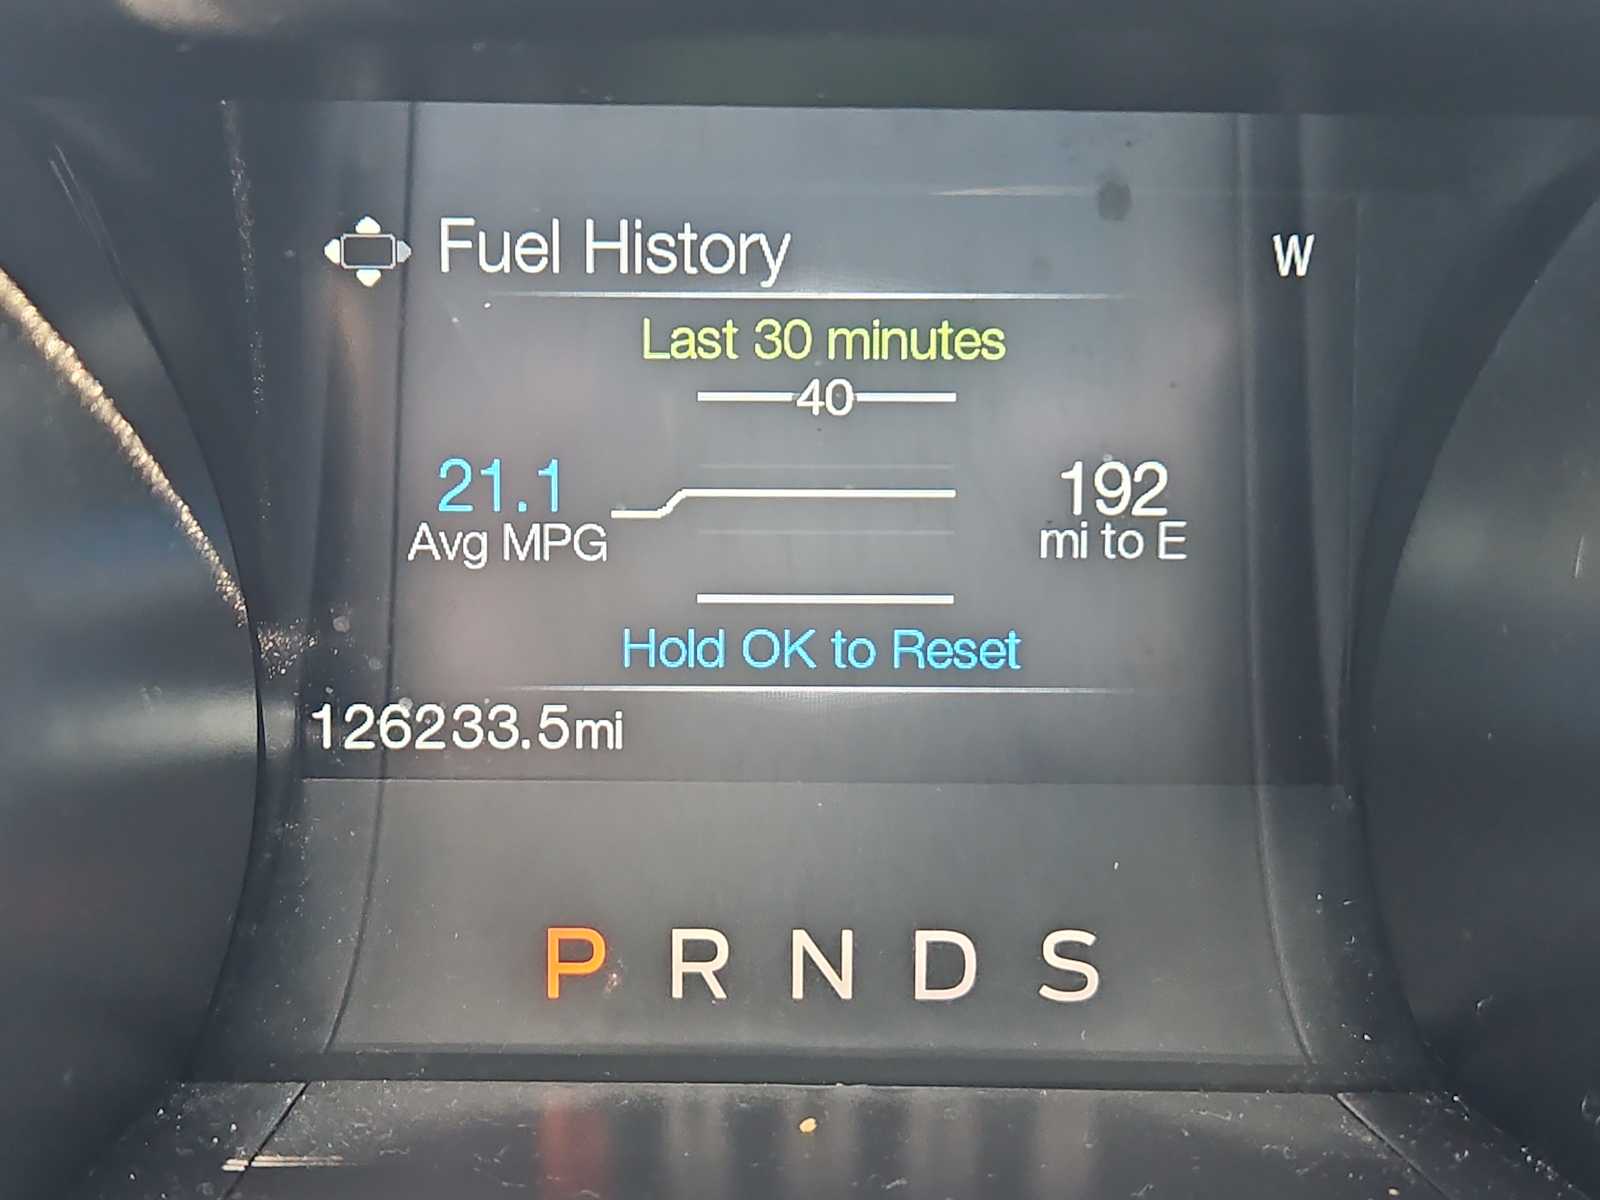 Fuel History W
Last 30 minutes
40
21.1 192
Avg MPG mi to E
Hold OK to Reset
126233.5mi
P R N D S